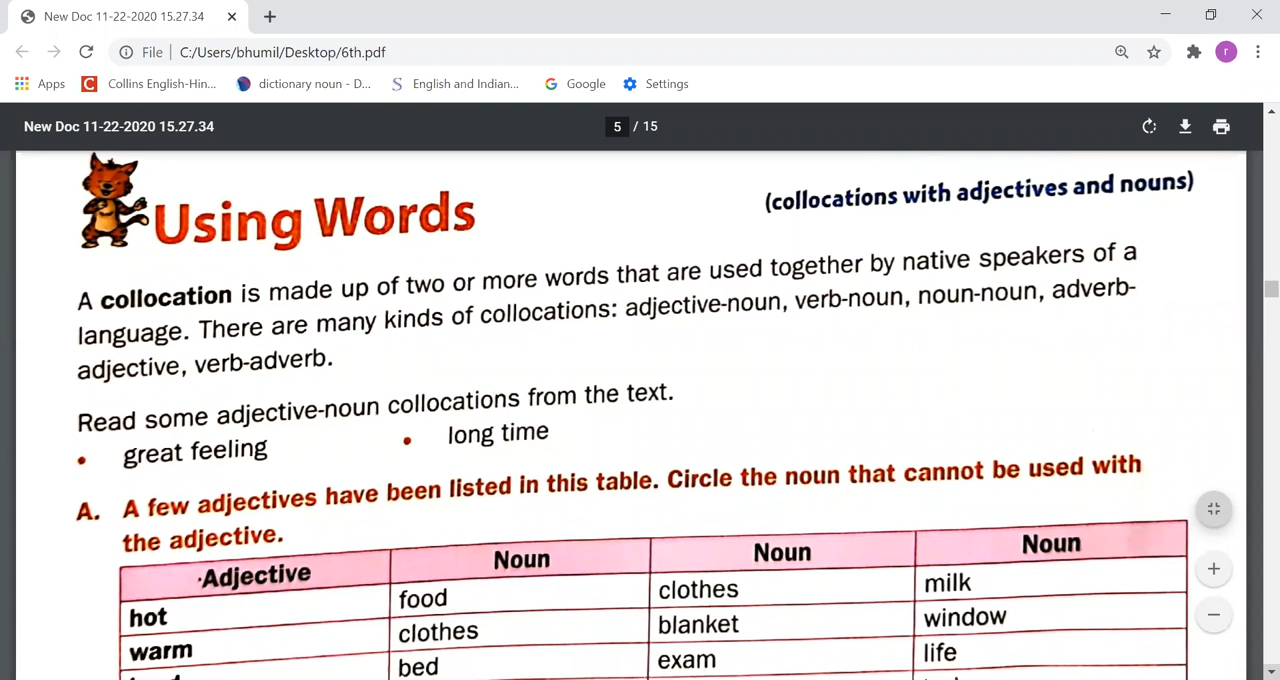 New Doc 11-22-2020 15.27.34
File C:/Users/bhumil/Desktop/6th.pdf
r
Apps Collins English-Hin... dictionary noun - D... English and Indian... Google Settings
New Doc 11-22-2020 15.27.34 5 / 15
Using Words (collocations with adjectives and nouns)
A collocation is made up of two or more words that are used together by native speakers of a
language. There are many kinds of collocations: adjective-noun, verb-noun, noun-noun, adverb-
adjective, verb-adverb.
Read some adjective-noun collocations from the text.
• great feeling • long time
A. A few adjectives have been listed in this table. Circle the noun that cannot be used with
the adjective.
Adjective Noun Noun Noun
hot food clothes milk
warm clothes blanket window
bed exam life